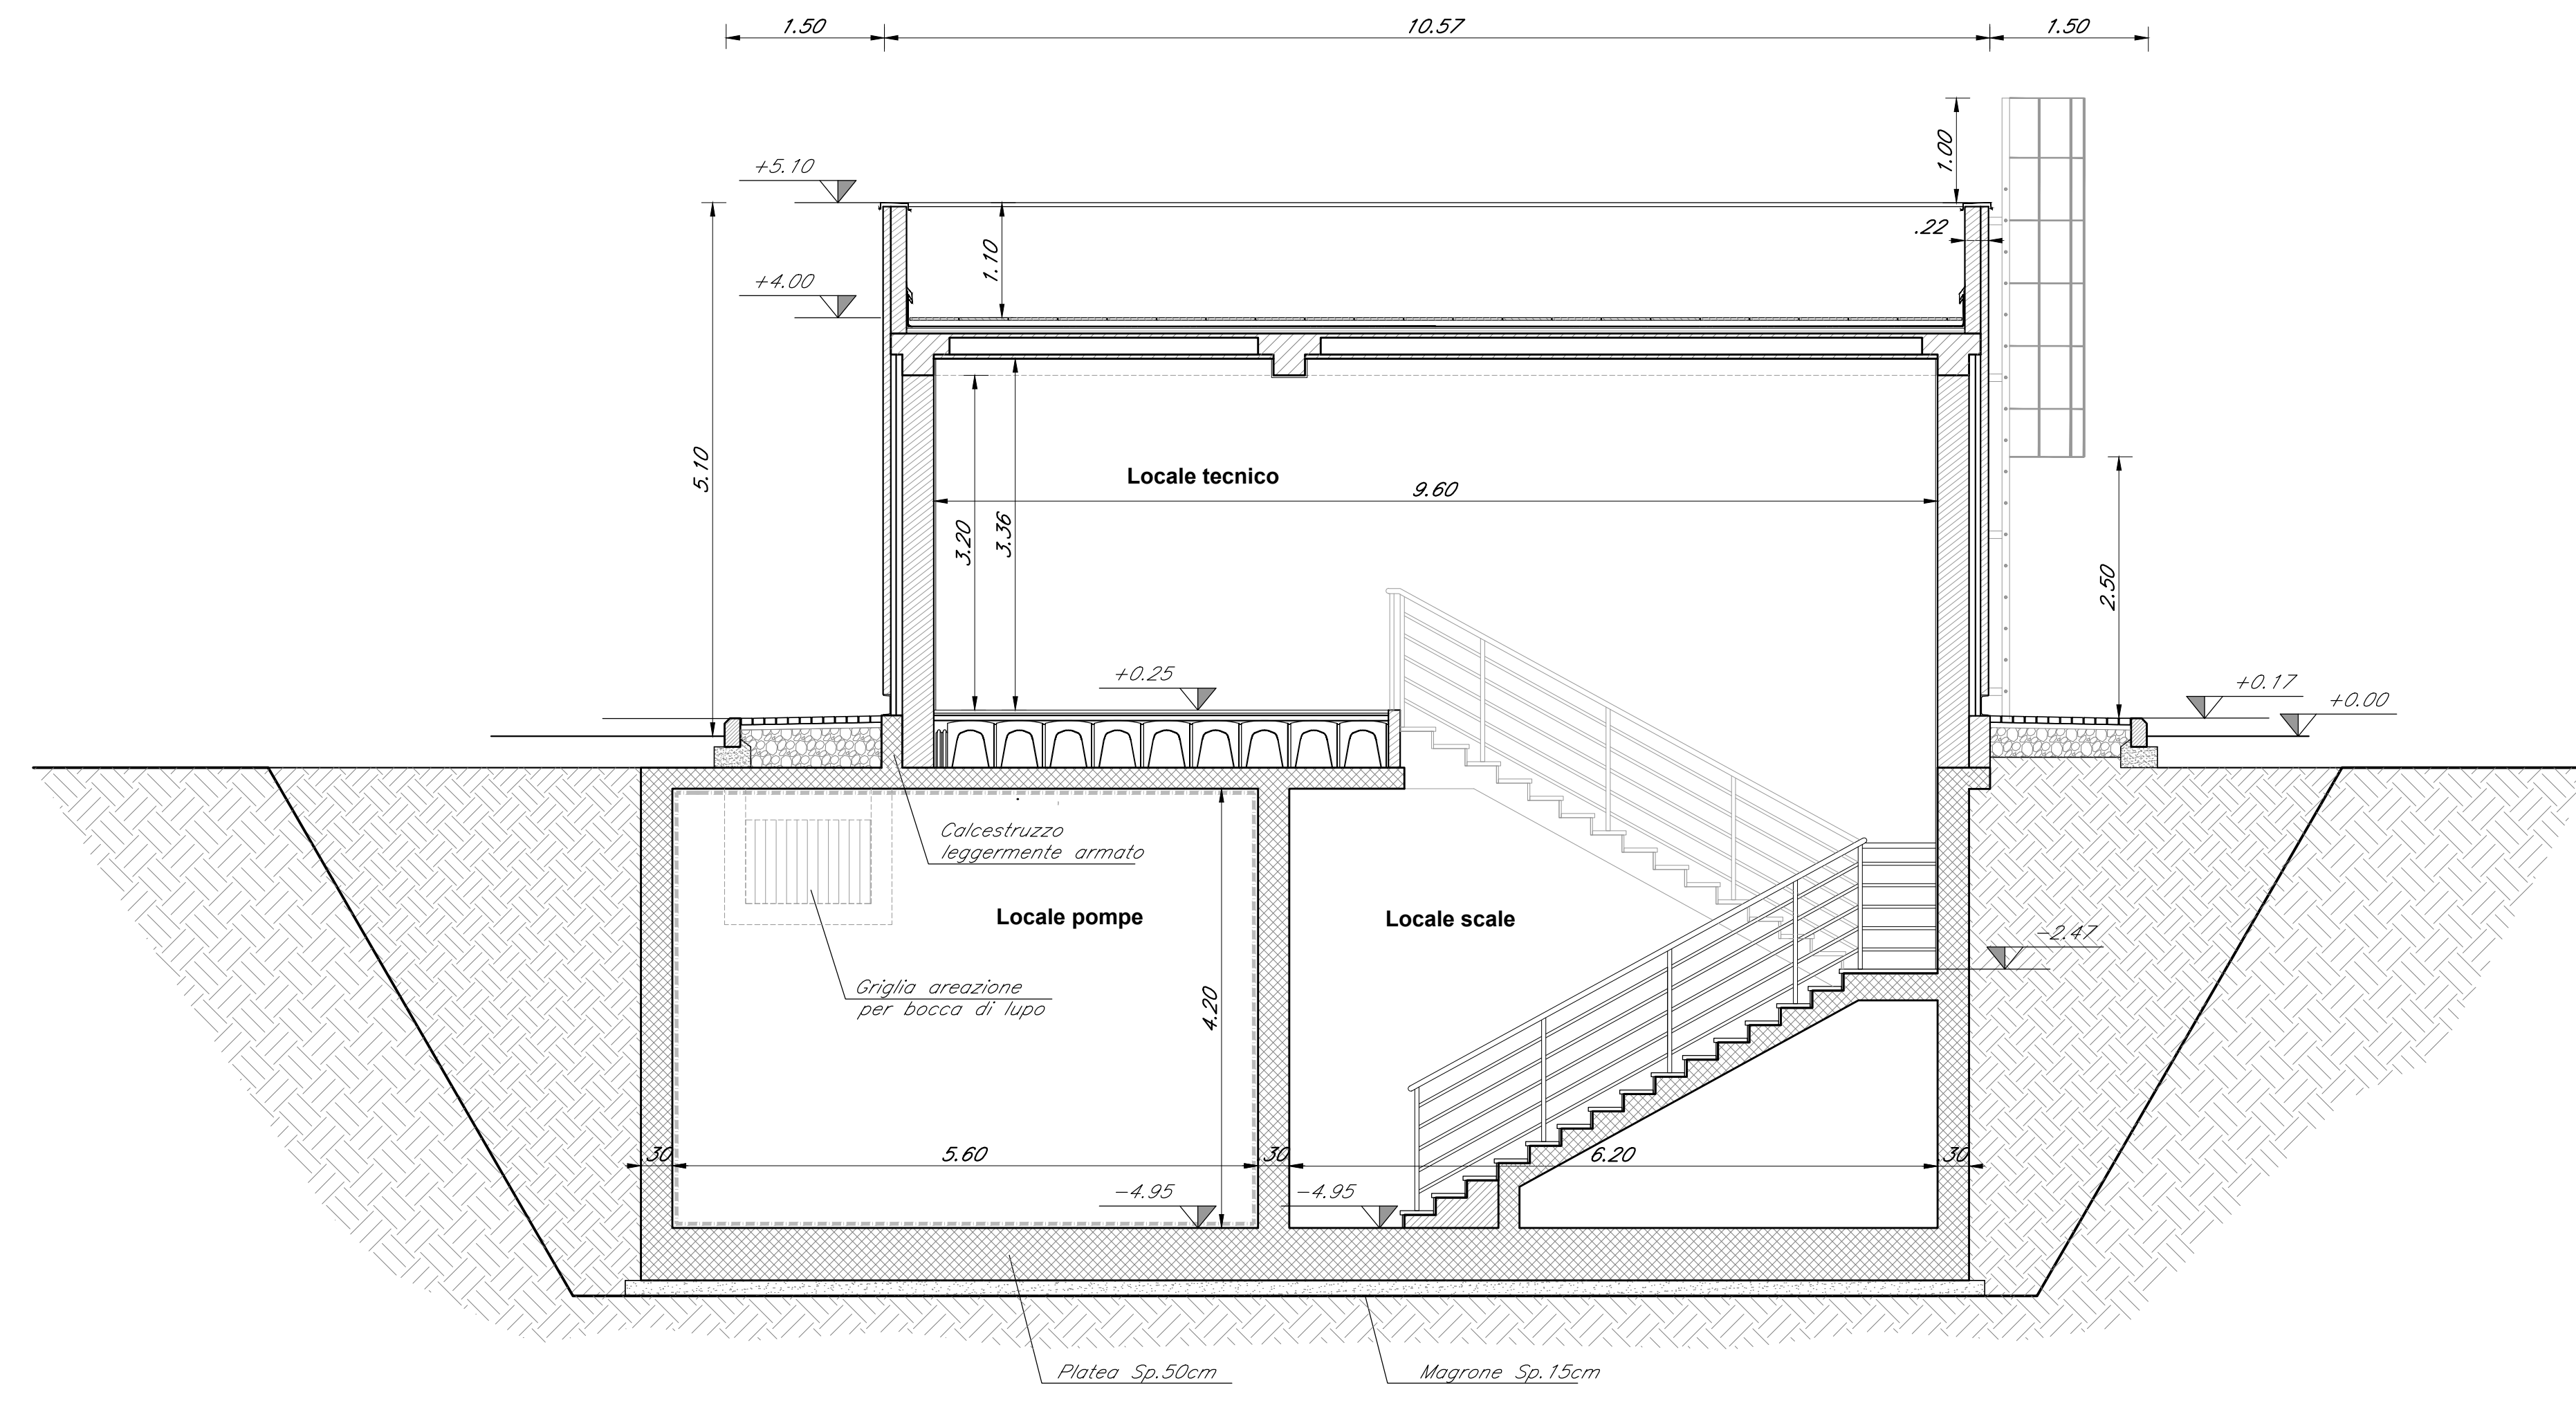 1.50
10.57
1.50
1.00
+5.10
.22
1.10
+4.00
Locale tecnico
9.60
5.10
3.20
3.36
2.50
+0.25
+0.17
+0.00
Calcestruzzo
leggermente armato
Locale pompe
Locale scale
-2.47
Griglia areazione
per bocca di lupo
4.20
.30
5.60
.30
6.20
.30
-4.95
-4.95
Platea Sp.50cm
Magrone Sp.15cm